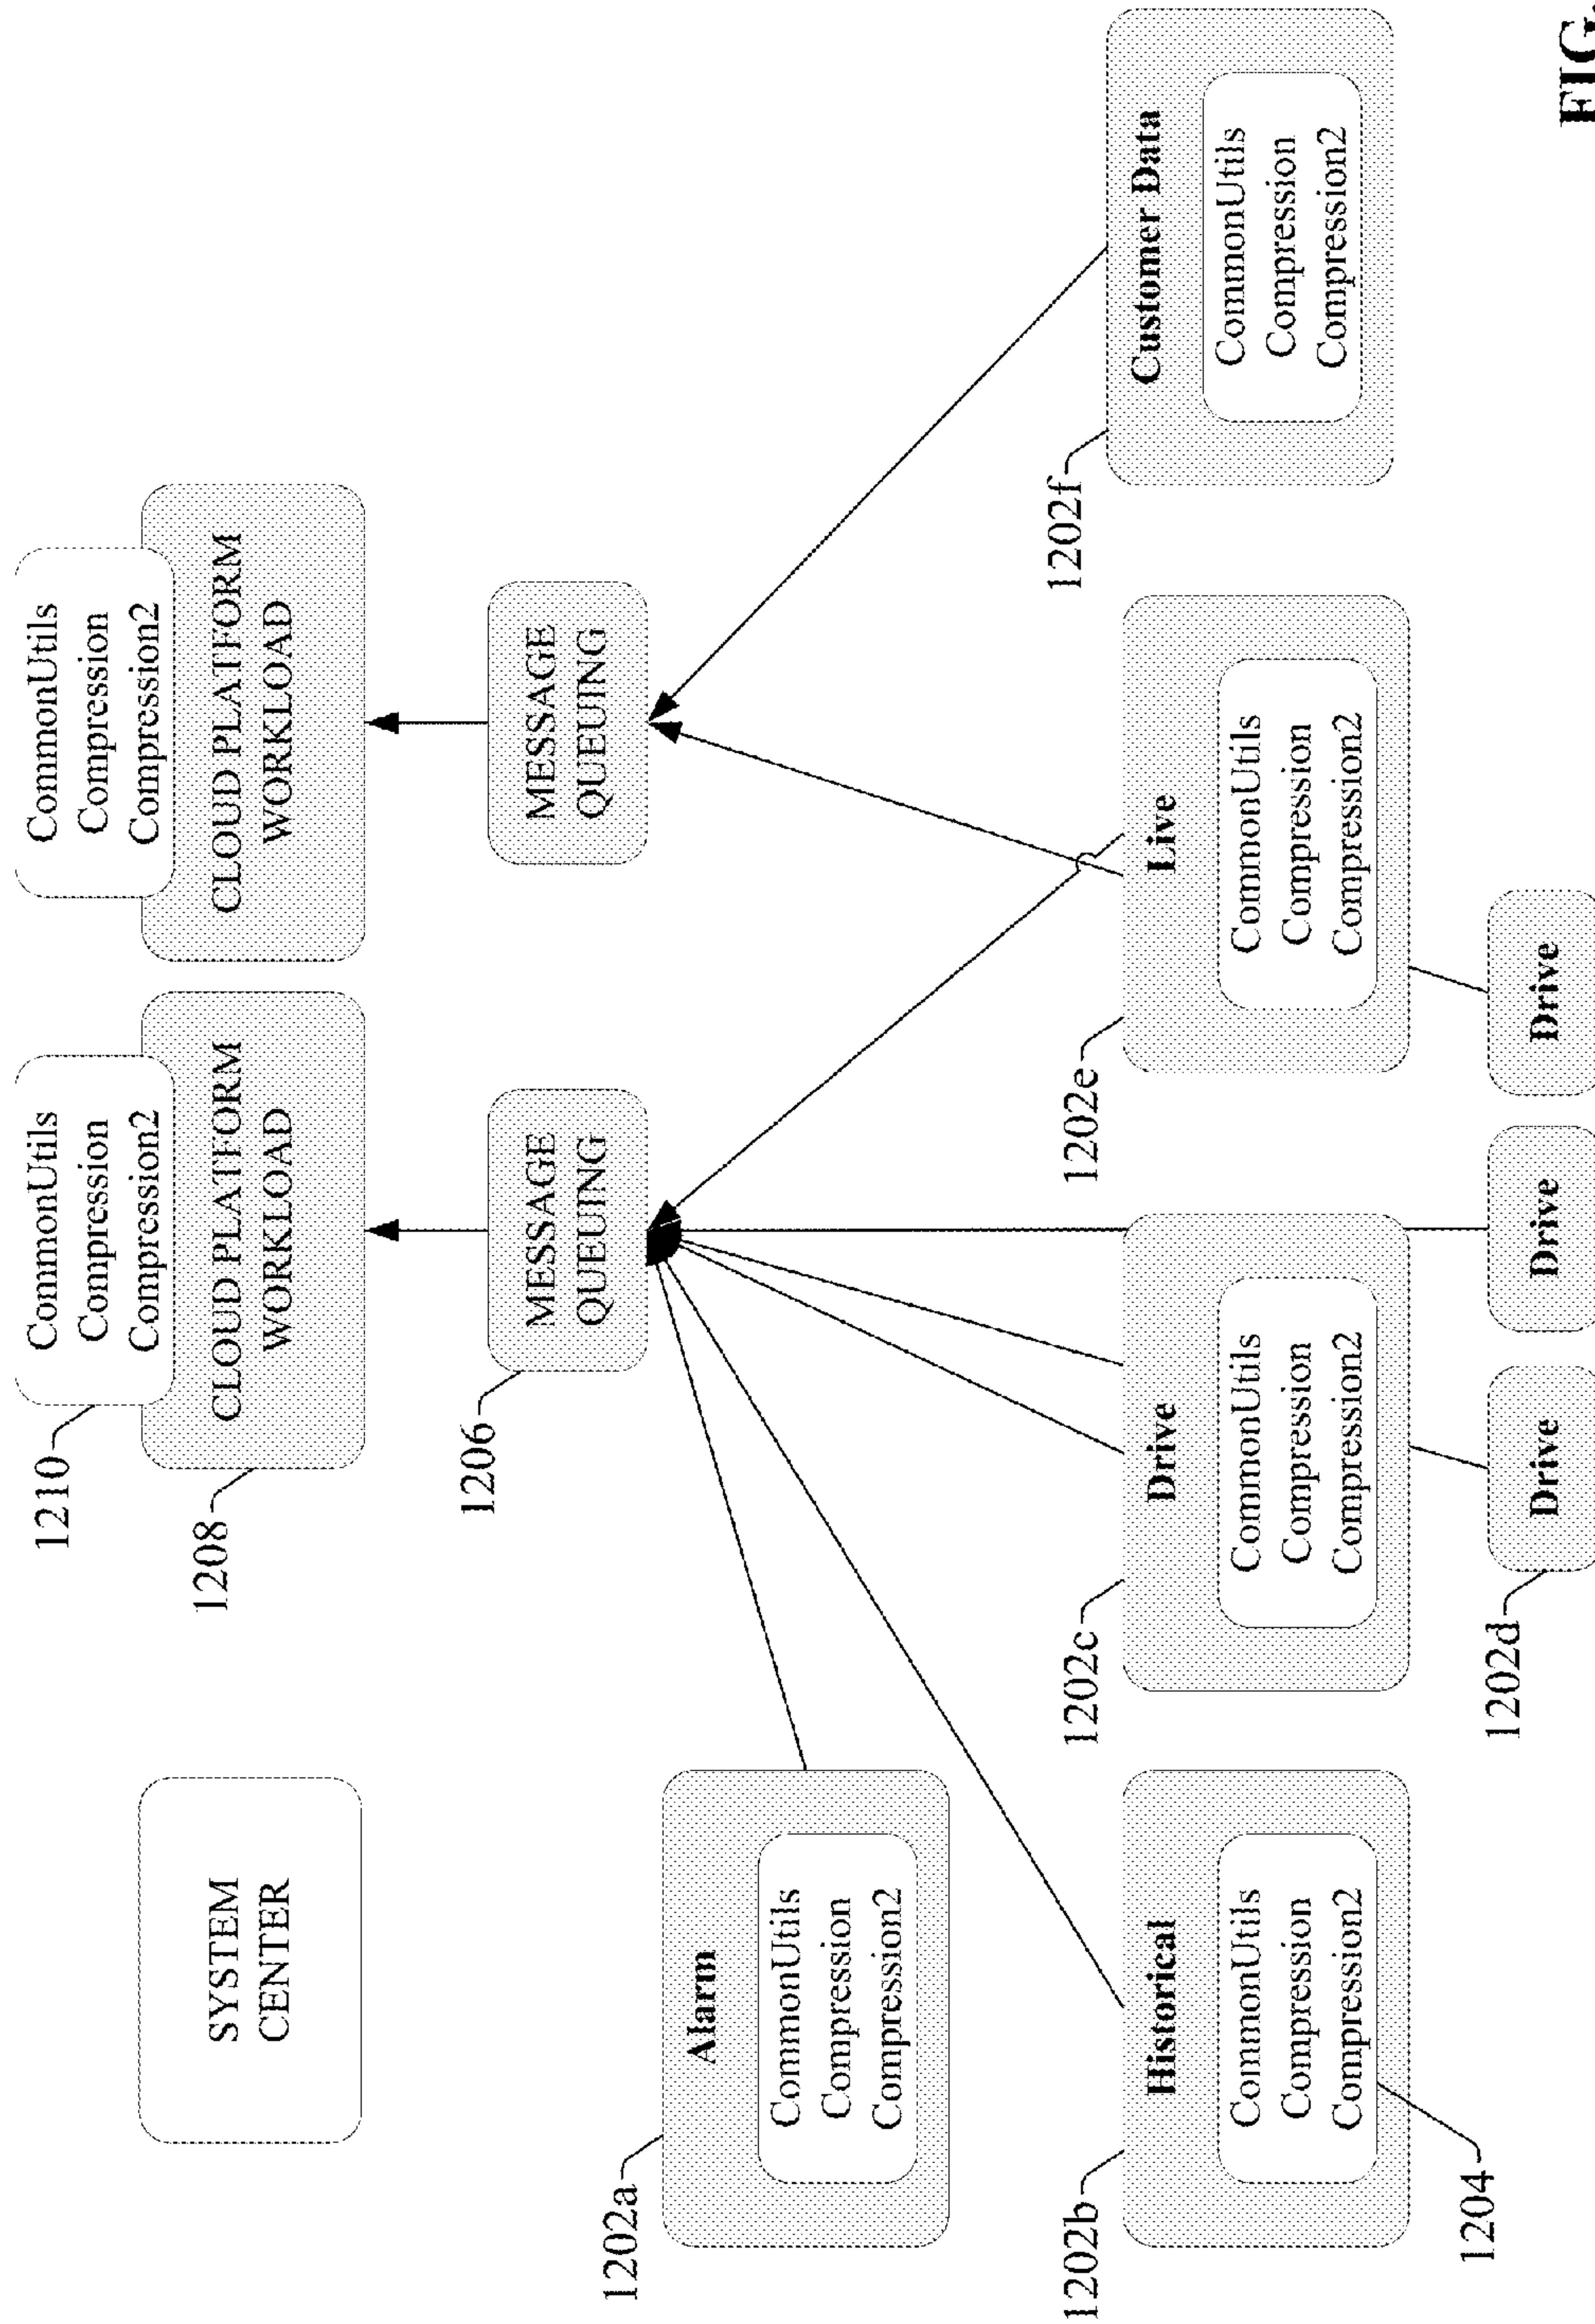 1210
CommonUtils
Compression
Compression2
CLOUD PLATFORM
WORKLOAD
CommonUtils
Compression
Compression2
CLOUD PLATFORM
WORKLOAD
SYSTEM
CENTER
1208
1206
MESSAGE
QUEUING
MESSAGE
QUEUING
1202a
Alarm
CommonUtils
Compression
Compression2
1202b
Historical
CommonUtils
Compression
Compression2
1204
1202c
Drive
CommonUtils
Compression
Compression2
1202e
Live
CommonUtils
Compression
Compression2
1202f
Customer Data
CommonUtils
Compression
Compression2
1202d
Drive
Drive
Drive
FIG.